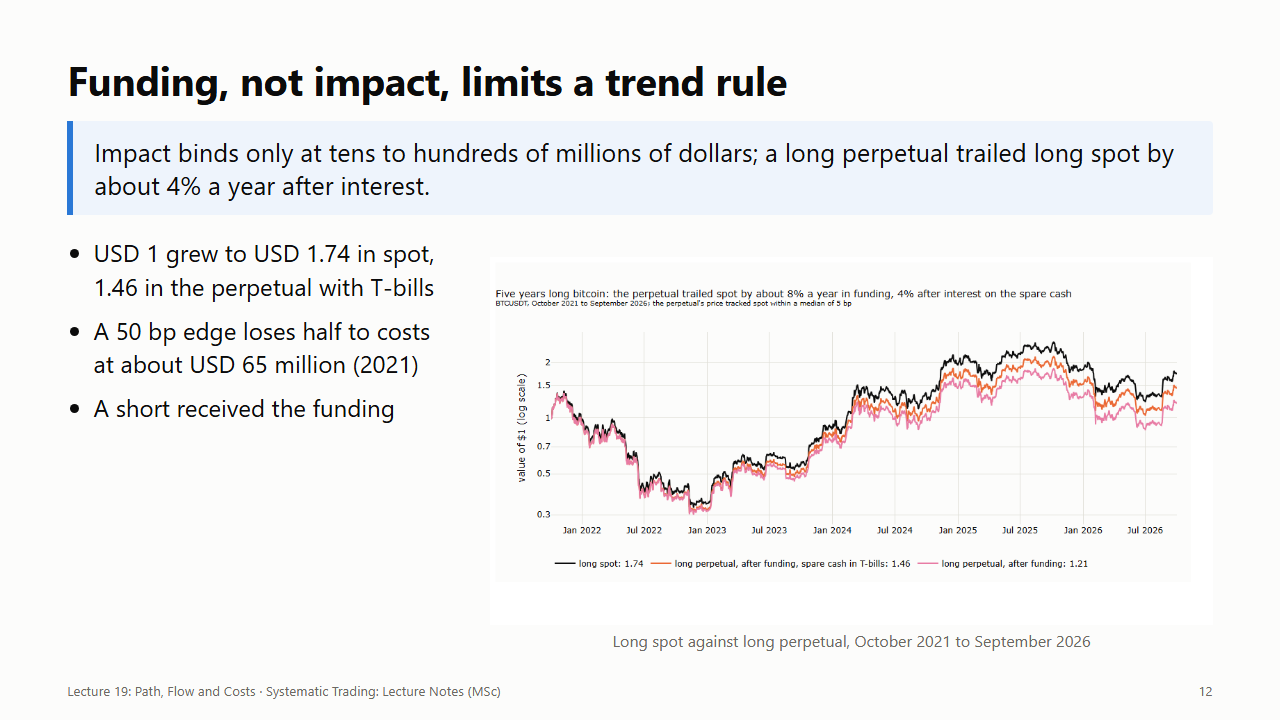 Funding, not impact, limits a trend rule
Impact binds only at tens to hundreds of millions of dollars; a long perpetual trailed long spot by
about 4% a year after interest.
• USD 1 grew to USD 1.74 in spot,
1.46 in the perpetual with T-bills
• A 50 bp edge loses half to costs
at about USD 65 million (2021)
• A short received the funding
Five years long bitcoin: the perpetual trailed spot by about 8% a year in funding, 4% after interest on the spare cash
BTCUSDT, October 2021 to September 2026; the perpetual's price tracked spot within a median of 5 bp
value of $1 (log scale)
2
1.5
1
0.7
0.5
0.3
Jan 2022 Jul 2022 Jan 2023 Jul 2023 Jan 2024 Jul 2024 Jan 2025 Jul 2025 Jan 2026 Jul 2026
long spot: 1.74 long perpetual, after funding, spare cash in T-bills: 1.46 long perpetual, after funding: 1.21
Long spot against long perpetual, October 2021 to September 2026
Lecture 19: Path, Flow and Costs · Systematic Trading: Lecture Notes (MSc) 12